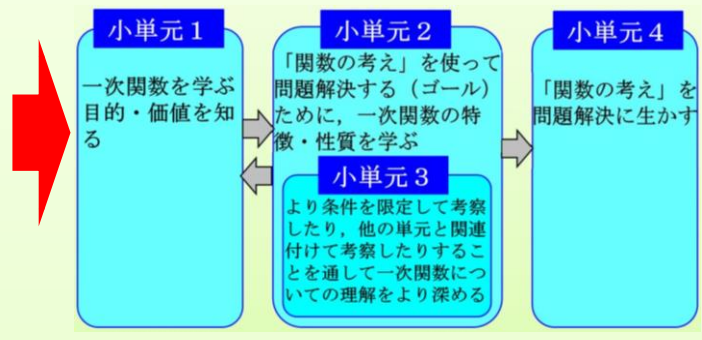 小単元１
一次関数を学ぶ
目的・価値を知
る
小単元２
「関数の考え」を使って
問題解決する（ゴール）
ために，一次関数の特
徴・性質を学ぶ
小単元３
より条件を限定して考察
したり，他の単元と関連
付けて考察したりするこ
とを通して一次関数につ
いての理解をより深める
小単元４
「関数の考え」を
問題解決に生かす